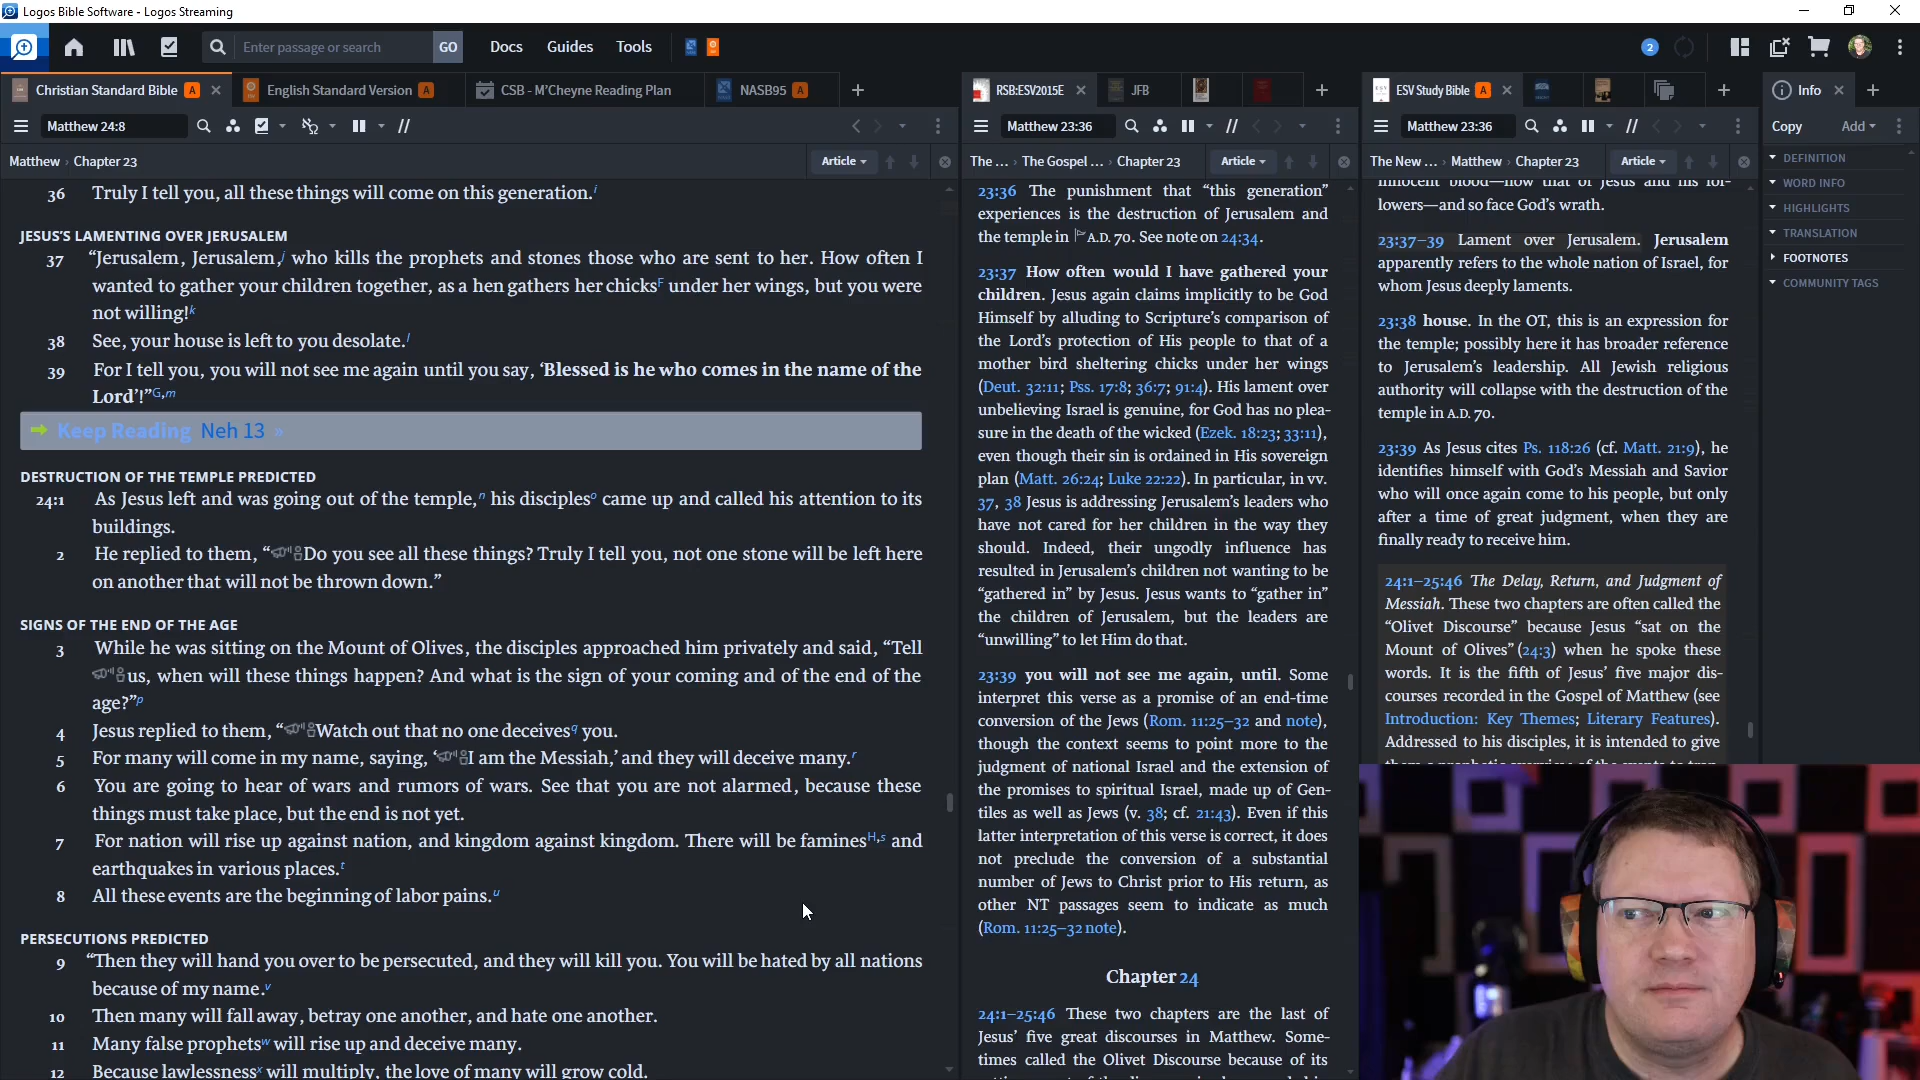 Logos Bible Software - Logos Streaming
Enter passage or search
GO
Docs
Guides
Tools
2
Christian Standard Bible A
English Standard Version A
CSB - M'Cheyne Reading Plan
NASB95 A
Matthew 24:8
Matthew › Chapter 23
Article
36 Truly I tell you, all these things will come on this generation.i
JESUS'S LAMENTING OVER JERUSALEM
37 “Jerusalem, Jerusalem,j who kills the prophets and stones those who are sent to her. How often I
wanted to gather your children together, as a hen gathers her chicksF under her wings, but you were
not willing!k
38 See, your house is left to you desolate.l
39 For I tell you, you will not see me again until you say, ‘Blessed is he who comes in the name of the
Lord’!”G,m
Keep Reading Neh 13 »
DESTRUCTION OF THE TEMPLE PREDICTED
24:1 As Jesus left and was going out of the temple,n his discipleso came up and called his attention to its
buildings.
2 He replied to them, “Do you see all these things? Truly I tell you, not one stone will be left here
on another that will not be thrown down.”
SIGNS OF THE END OF THE AGE
3 While he was sitting on the Mount of Olives, the disciples approached him privately and said, “Tell
us, when will these things happen? And what is the sign of your coming and of the end of the
age?”p
4 Jesus replied to them, “Watch out that no one deceivesq you.
5 For many will come in my name, saying, ‘I am the Messiah,’ and they will deceive many.r
6 You are going to hear of wars and rumors of wars. See that you are not alarmed, because these
things must take place, but the end is not yet.
7 For nation will rise up against nation, and kingdom against kingdom. There will be faminesH,s and
earthquakes in various places.t
8 All these events are the beginning of labor pains.u
PERSECUTIONS PREDICTED
9 “Then they will hand you over to be persecuted, and they will kill you. You will be hated by all nations
because of my name.v
10 Then many will fall away, betray one another, and hate one another.
11 Many false prophetsw will rise up and deceive many.
12 Because lawlessnessx will multiply, the love of many will grow cold.
RSB:ESV2015E
JFB
Matthew 23:36
The ... › The Gospel ... › Chapter 23
Article
23:36 The punishment that “this generation”
experiences is the destruction of Jerusalem and
the temple in A.D. 70. See note on 24:34.
23:37 How often would I have gathered your
children. Jesus again claims implicitly to be God
Himself by alluding to Scripture’s comparison of
the Lord’s protection of His people to that of a
mother bird sheltering chicks under her wings
(Deut. 32:11; Pss. 17:8; 36:7; 91:4). His lament over
unbelieving Israel is genuine, for God has no plea-
sure in the death of the wicked (Ezek. 18:23; 33:11),
even though their sin is ordained in His sovereign
plan (Matt. 26:24; Luke 22:22). In particular, in vv.
37, 38 Jesus is addressing Jerusalem’s leaders who
have not cared for her children in the way they
should. Indeed, their ungodly influence has
resulted in Jerusalem’s children not wanting to be
“gathered in” by Jesus. Jesus wants to “gather in”
the children of Jerusalem, but the leaders are
“unwilling” to let Him do that.
23:39 you will not see me again, until. Some
interpret this verse as a promise of an end-time
conversion of the Jews (Rom. 11:25–32 and note),
though the context seems to point more to the
judgment of national Israel and the extension of
the promises to spiritual Israel, made up of Gen-
tiles as well as Jews (v. 38; cf. 21:43). Even if this
latter interpretation of this verse is correct, it does
not preclude the conversion of a substantial
number of Jews to Christ prior to His return, as
other NT passages seem to indicate as much
(Rom. 11:25–32 note).
Chapter 24
24:1–25:46 These two chapters are the last of
Jesus’ five great discourses in Matthew. Some-
times called the Olivet Discourse because of its
ESV Study Bible A
Matthew 23:36
The New ... › Matthew › Chapter 23
Article
innocent blood—now that of Jesus and his fol-
lowers—and so face God’s wrath.
23:37–39 Lament over Jerusalem. Jerusalem
apparently refers to the whole nation of Israel, for
whom Jesus deeply laments.
23:38 house. In the OT, this is an expression for
the temple; possibly here it has broader reference
to Jerusalem’s leadership. All Jewish religious
authority will collapse with the destruction of the
temple in A.D. 70.
23:39 As Jesus cites Ps. 118:26 (cf. Matt. 21:9), he
identifies himself with God’s Messiah and Savior
who will once again come to his people, but only
after a time of great judgment, when they are
finally ready to receive him.
24:1–25:46 The Delay, Return, and Judgment of
Messiah. These two chapters are often called the
“Olivet Discourse” because Jesus “sat on the
Mount of Olives” (24:3) when he spoke these
words. It is the fifth of Jesus’ five major dis-
courses recorded in the Gospel of Matthew (see
Introduction: Key Themes; Literary Features).
Addressed to his disciples, it is intended to give
Info
Copy
Add
DEFINITION
WORD INFO
HIGHLIGHTS
TRANSLATION
FOOTNOTES
COMMUNITY TAGS